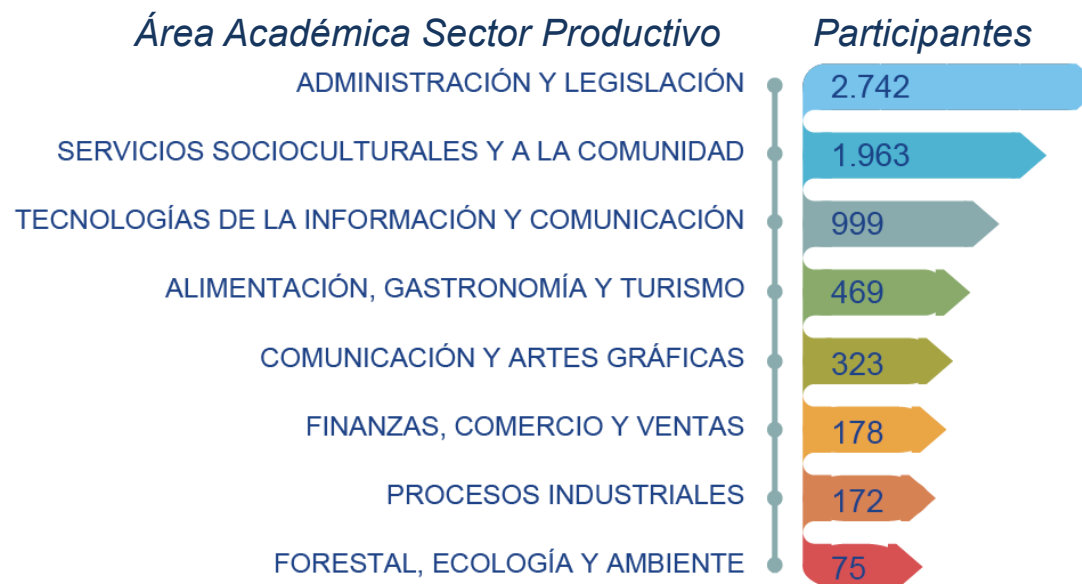 Área Académica Sector Productivo Participantes
ADMINISTRACIÓN Y LEGISLACIÓN 2.742
SERVICIOS SOCIOCULTURALES Y A LA COMUNIDAD 1.963
TECNOLOGÍAS DE LA INFORMACIÓN Y COMUNICACIÓN 999
ALIMENTACIÓN, GASTRONOMÍA Y TURISMO 469
COMUNICACIÓN Y ARTES GRÁFICAS 323
FINANZAS, COMERCIO Y VENTAS 178
PROCESOS INDUSTRIALES 172
FORESTAL, ECOLOGÍA Y AMBIENTE 75